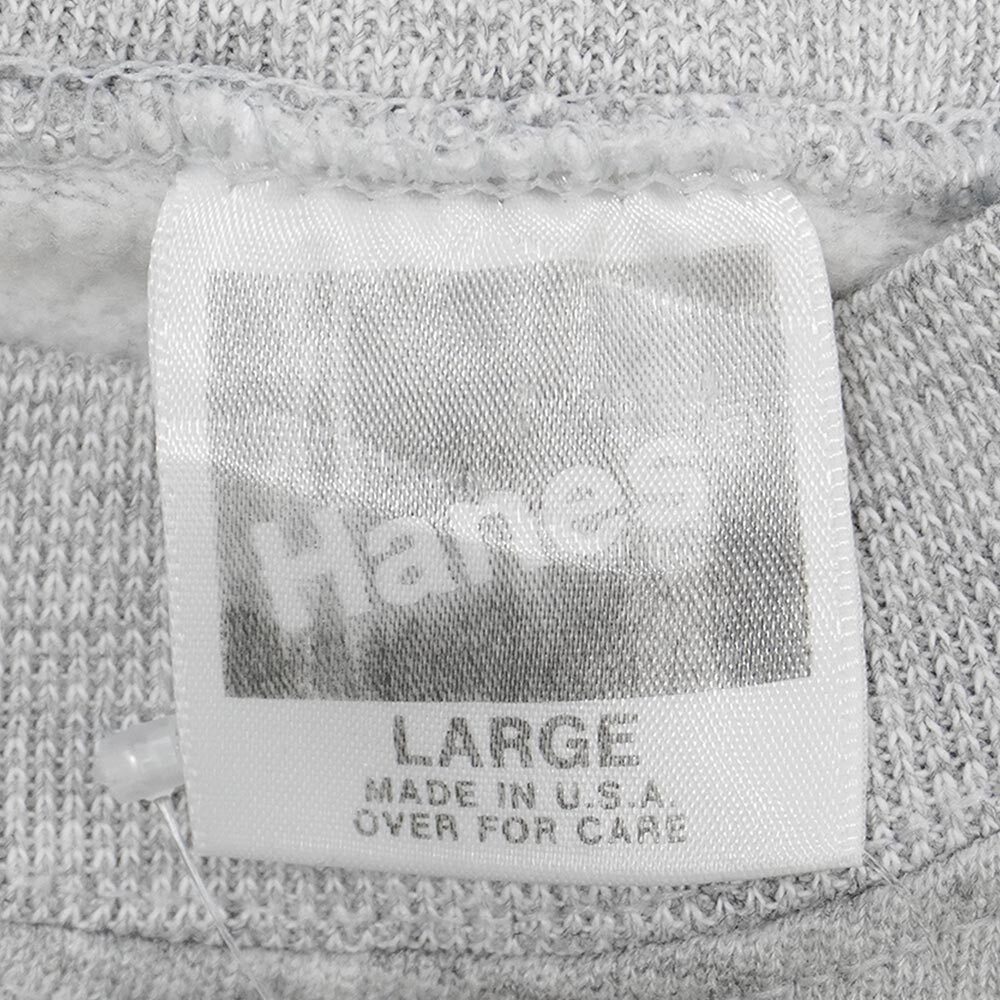 Hanes
LARGE
MADE IN U.S.A.
OVER FOR CARE